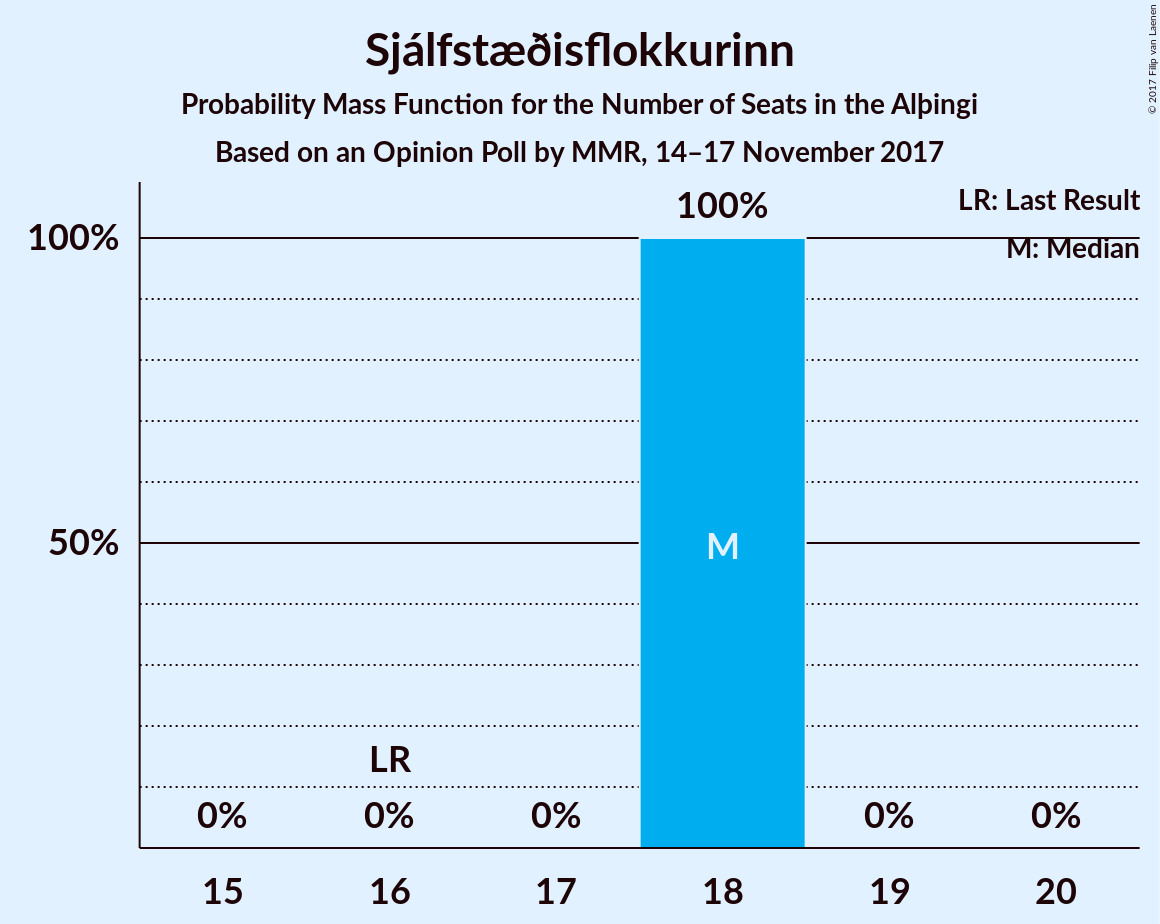 Sjálfstæðisflokkurinn
Probability Mass Function for the Number of Seats in the Alþingi
Based on an Opinion Poll by MMR, 14–17 November 2017
© 2017 Filip van Laenen
LR: Last Result
M: Median
100%
100%
50%
M
LR
0%
0%
0%
0%
0%
15
16
17
18
19
20